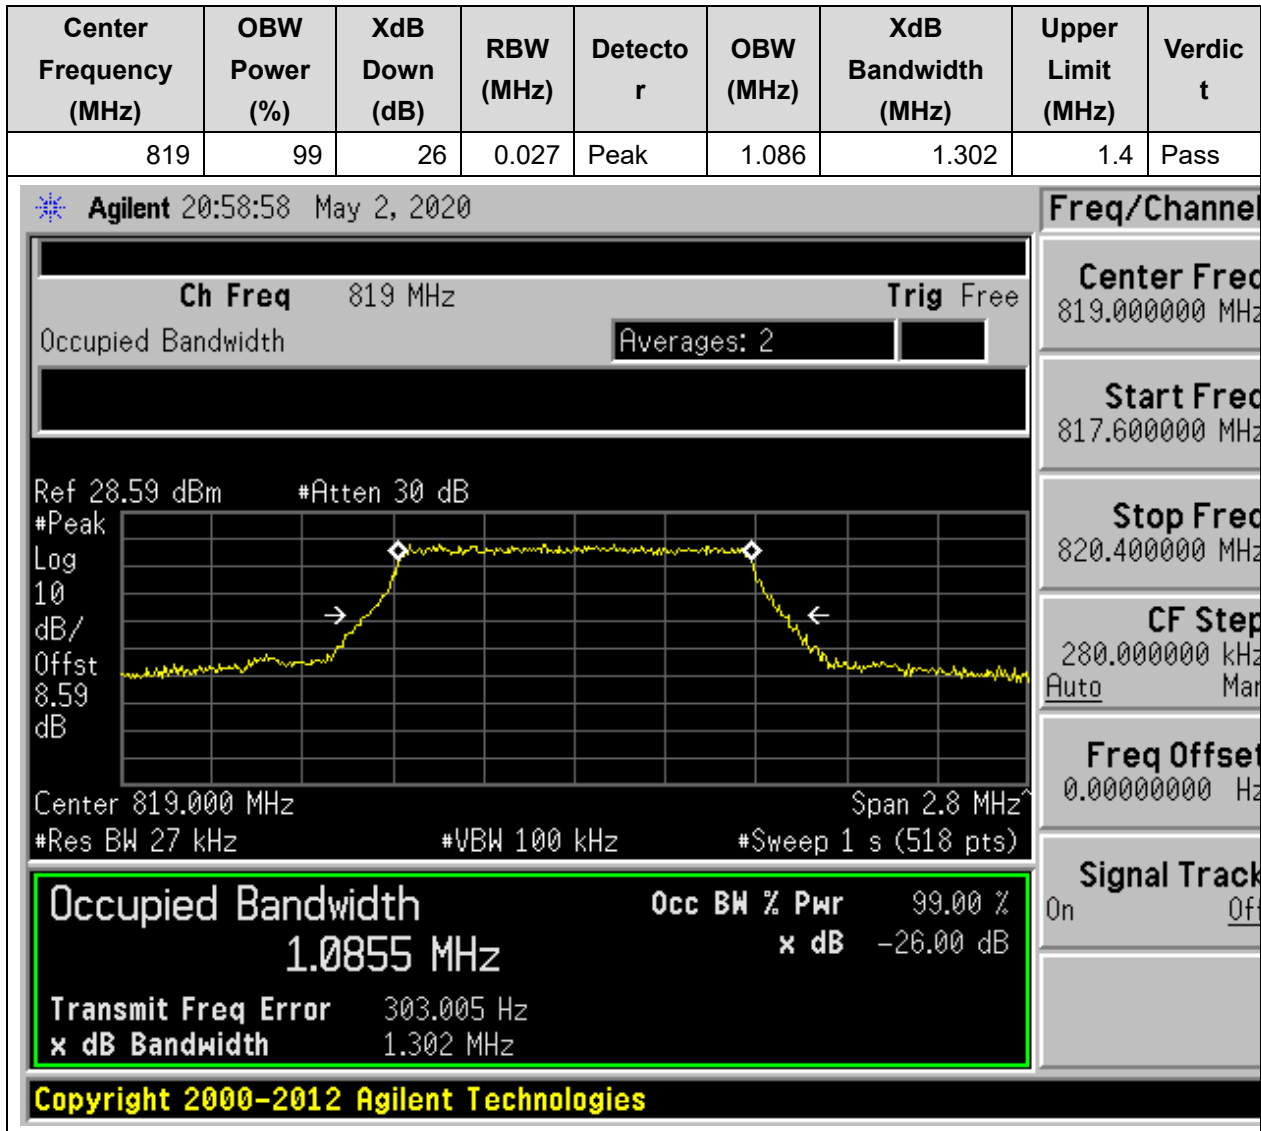 Center Frequency (MHz) OBW Power (%) XdB Down (dB) RBW (MHz) Detector OBW (MHz) XdB Bandwidth (MHz) Upper Limit (MHz) Verdict
819 99 26 0.027 Peak 1.086 1.302 1.4 Pass
Agilent 20:58:58 May 2, 2020
Freq/Channel
Ch Freq 819 MHz Trig Free
Occupied Bandwidth Averages: 2
Center Freq
819.000000 MHz
Start Freq
817.600000 MHz
Stop Freq
820.400000 MHz
CF Step
280.000000 kHz
Auto Man
Freq Offset
0.00000000 Hz
Signal Track
On Off
Ref 28.59 dBm #Atten 30 dB
#Peak
Log
10
dB/
Offst
8.59
dB
Center 819.000 MHz Span 2.8 MHz^
#Res BW 27 kHz #VBW 100 kHz #Sweep 1 s (518 pts)
Occupied Bandwidth
1.0855 MHz
Occ BW % Pwr 99.00 %
x dB -26.00 dB
Transmit Freq Error 303.005 Hz
x dB Bandwidth 1.302 MHz
Copyright 2000-2012 Agilent Technologies